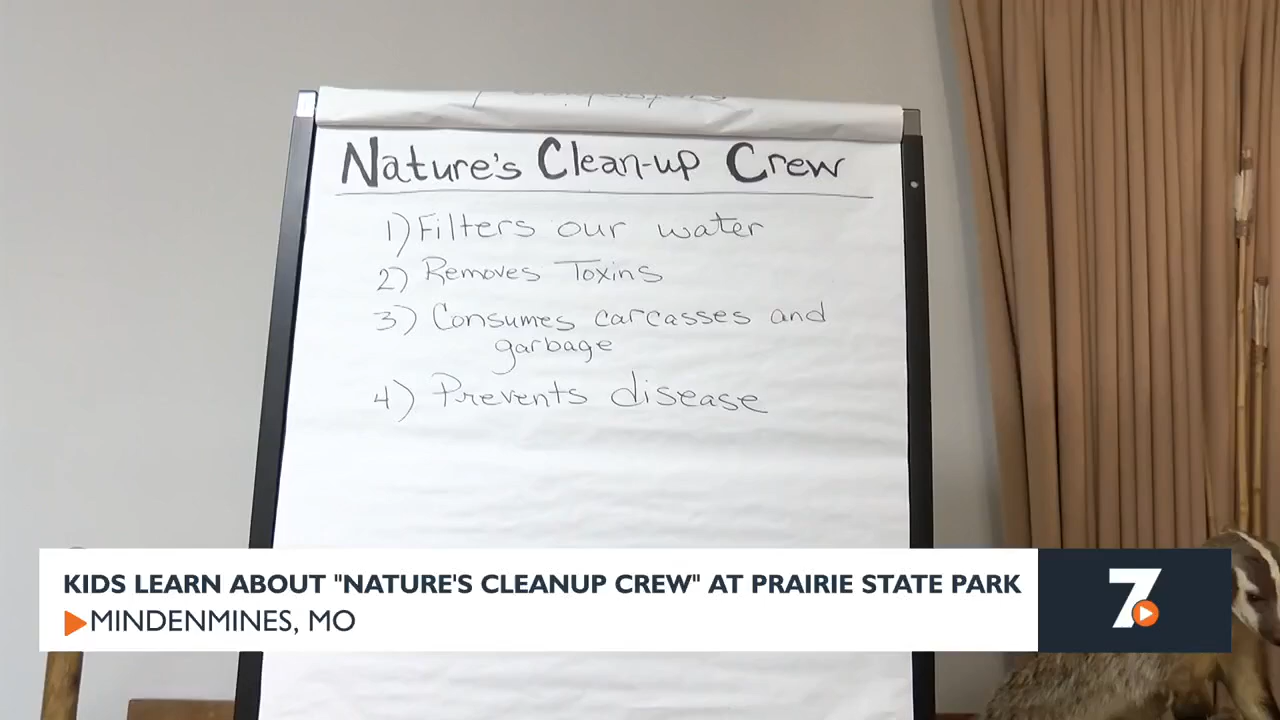 Nature's Clean-up Crew
1) Filters our water
2) Removes Toxins
3) Consumes carcasses and
garbage
4) Prevents disease
KIDS LEARN ABOUT "NATURE'S CLEANUP CREW" AT PRAIRIE STATE PARK
MINDENMINES, MO
7